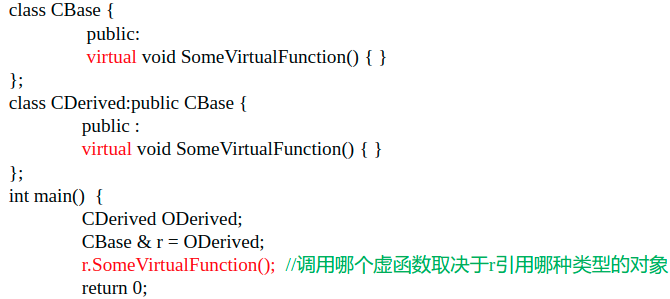 class CBase {
public:
virtual void SomeVirtualFunction() { }
};
class CDerived:public CBase {
public :
virtual void SomeVirtualFunction() { }
};
int main()  {
CDerived ODerived;
CBase & r = ODerived;
r.SomeVirtualFunction();  //调用哪个虚函数取决于r引用哪种类型的对象
return 0;